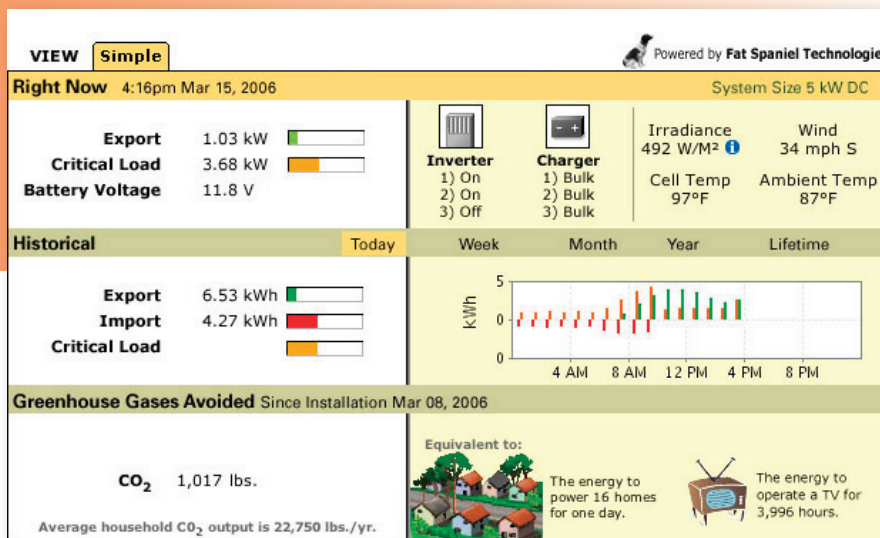 VIEW Simple Powered by Fat Spaniel Technologie
Right Now 4:16pm Mar 15, 2006 System Size 5 kW DC
Export 1.03 kW
Critical Load 3.68 kW
Battery Voltage 11.8 V
Inverter
1) On
2) On
3) Off
Charger
1) Bulk
2) Bulk
3) Bulk
Irradiance
492 W/M² i
Wind
34 mph S
Cell Temp
97°F
Ambient Temp
87°F
Historical Today Week Month Year Lifetime
Export 6.53 kWh
Import 4.27 kWh
Critical Load
kWh
5
0
0
4 AM 8 AM 12 PM 4 PM 8 PM
Greenhouse Gases Avoided Since Installation Mar 08, 2006
CO₂ 1,017 lbs.
Average household CO₂ output is 22,750 lbs./yr.
Equivalent to:
The energy to
power 16 homes
for one day.
The energy to
operate a TV for
3,996 hours.